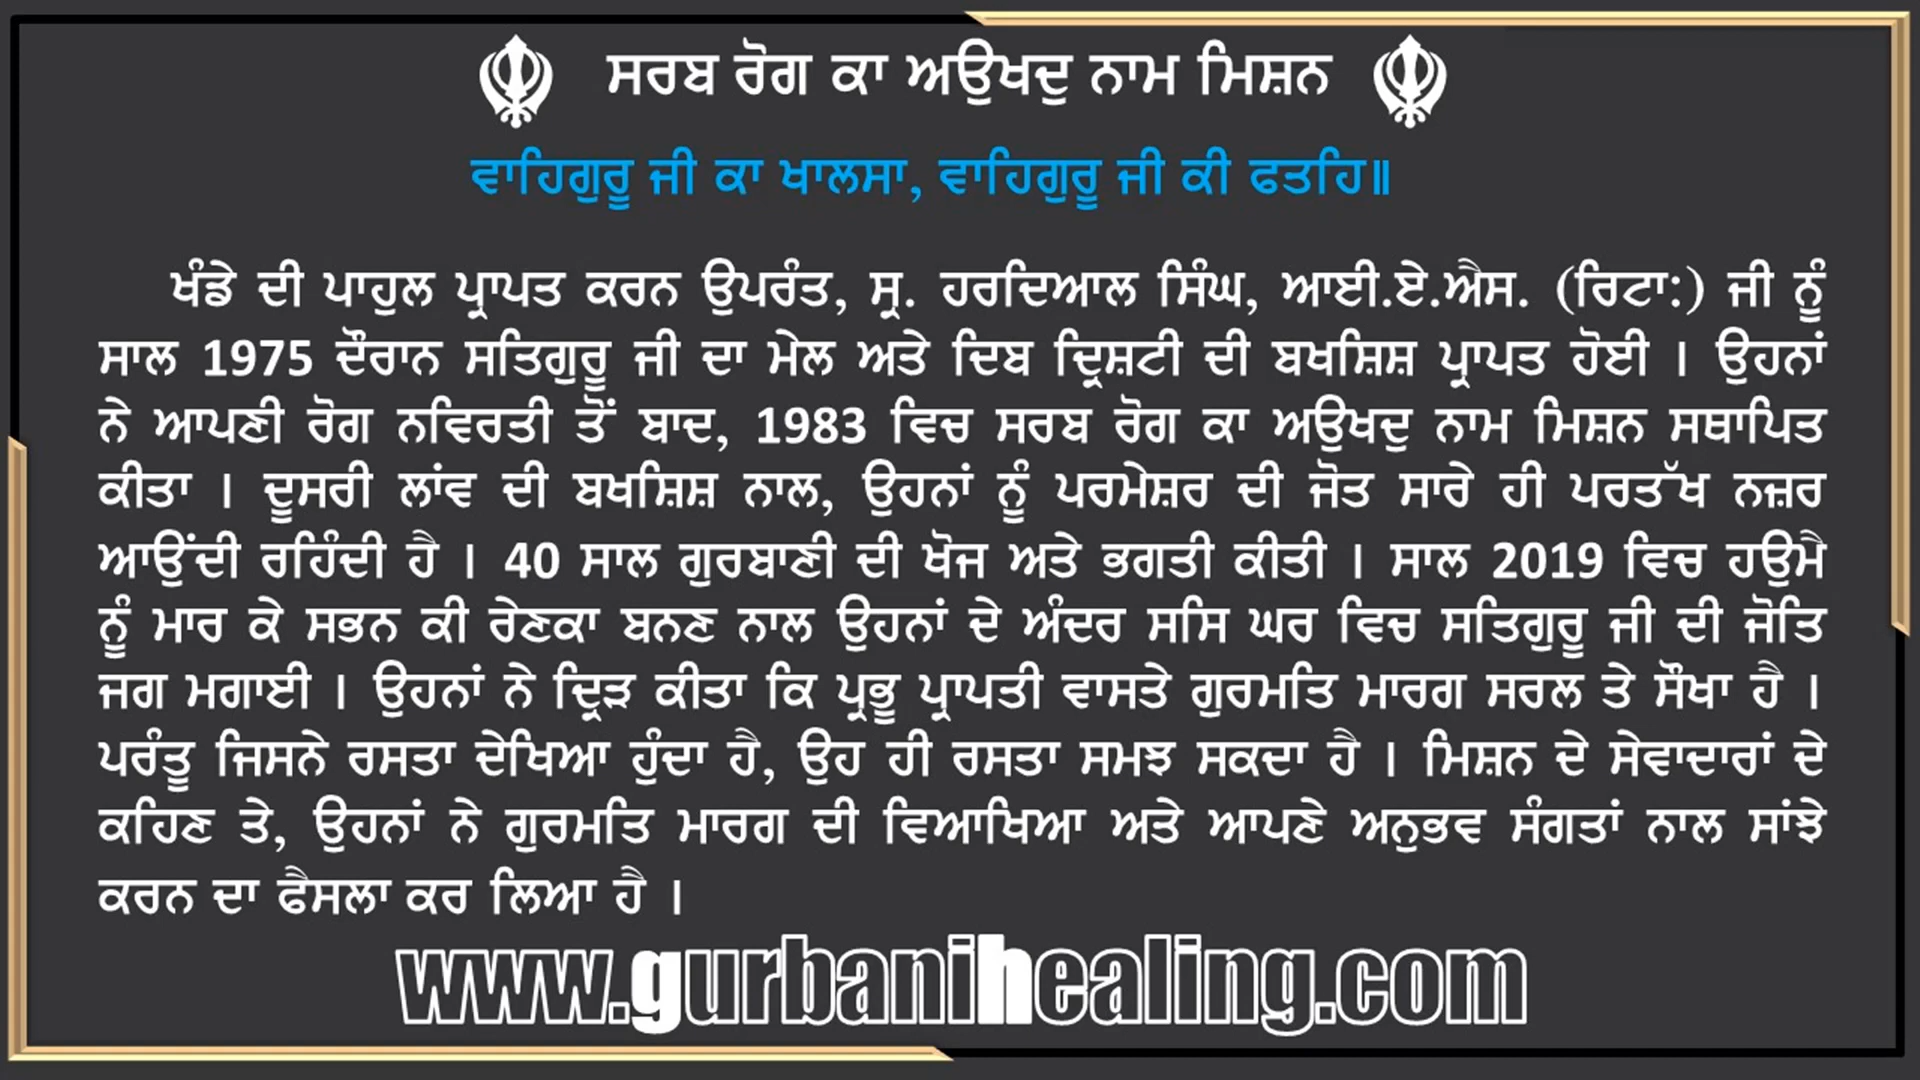 ਸਰਬ ਰੋਗ ਕਾ ਅਉਖਦੁ ਨਾਮ ਮਿਸ਼ਨ
ਵਾਹਿਗੁਰੂ ਜੀ ਕਾ ਖਾਲਸਾ, ਵਾਹਿਗੁਰੂ ਜੀ ਕੀ ਫਤਹਿ॥
ਖੰਡੇ ਦੀ ਪਾਹੁਲ ਪ੍ਰਾਪਤ ਕਰਨ ਉਪਰੰਤ, ਸ੍ਰ. ਹਰਦਿਆਲ ਸਿੰਘ, ਆਈ.ਏ.ਐਸ. (ਰਿਟਾ:) ਜੀ ਨੂੰ
ਸਾਲ 1975 ਦੌਰਾਨ ਸਤਿਗੁਰੂ ਜੀ ਦਾ ਮੇਲ ਅਤੇ ਦਿਬ ਦ੍ਰਿਸ਼ਟੀ ਦੀ ਬਖਸ਼ਿਸ਼ ਪ੍ਰਾਪਤ ਹੋਈ । ਉਹਨਾਂ
ਨੇ ਆਪਣੀ ਰੋਗ ਨਵਿਰਤੀ ਤੋਂ ਬਾਦ, 1983 ਵਿਚ ਸਰਬ ਰੋਗ ਕਾ ਅਉਖਦੁ ਨਾਮ ਮਿਸ਼ਨ ਸਥਾਪਿਤ
ਕੀਤਾ । ਦੂਸਰੀ ਲਾਂਵ ਦੀ ਬਖਸ਼ਿਸ਼ ਨਾਲ, ਉਹਨਾਂ ਨੂੰ ਪਰਮੇਸ਼ਰ ਦੀ ਜੋਤ ਸਾਰੇ ਹੀ ਪਰਤੱਖ ਨਜ਼ਰ
ਆਉਂਦੀ ਰਹਿੰਦੀ ਹੈ । 40 ਸਾਲ ਗੁਰਬਾਣੀ ਦੀ ਖੋਜ ਅਤੇ ਭਗਤੀ ਕੀਤੀ । ਸਾਲ 2019 ਵਿਚ ਹਉਮੈ
ਨੂੰ ਮਾਰ ਕੇ ਸਭਨ ਕੀ ਰੇਣਕਾ ਬਨਣ ਨਾਲ ਉਹਨਾਂ ਦੇ ਅੰਦਰ ਸਸਿ ਘਰ ਵਿਚ ਸਤਿਗੁਰੂ ਜੀ ਦੀ ਜੋਤਿ
ਜਗ ਮਗਾਈ । ਉਹਨਾਂ ਨੇ ਦ੍ਰਿੜ ਕੀਤਾ ਕਿ ਪ੍ਰਭੂ ਪ੍ਰਾਪਤੀ ਵਾਸਤੇ ਗੁਰਮਤਿ ਮਾਰਗ ਸਰਲ ਤੇ ਸੌਖਾ ਹੈ ।
ਪਰੰਤੂ ਜਿਸਨੇ ਰਸਤਾ ਦੇਖਿਆ ਹੁੰਦਾ ਹੈ, ਉਹ ਹੀ ਰਸਤਾ ਸਮਝ ਸਕਦਾ ਹੈ । ਮਿਸ਼ਨ ਦੇ ਸੇਵਾਦਾਰਾਂ ਦੇ
ਕਹਿਣ ਤੇ, ਉਹਨਾਂ ਨੇ ਗੁਰਮਤਿ ਮਾਰਗ ਦੀ ਵਿਆਖਿਆ ਅਤੇ ਆਪਣੇ ਅਨੁਭਵ ਸੰਗਤਾਂ ਨਾਲ ਸਾਂਝੇ
ਕਰਨ ਦਾ ਫੈਸਲਾ ਕਰ ਲਿਆ ਹੈ ।
www.gurbanihealing.com